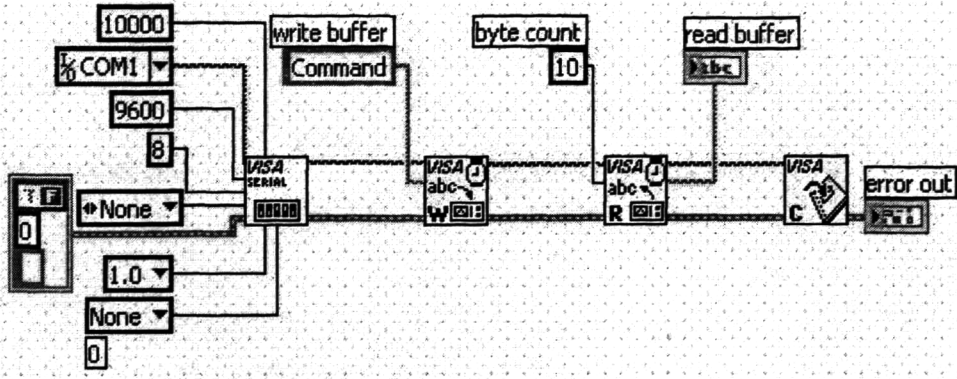 10000
COM1
9600
8
F
0
None
1.0
None
0
VISA
SERIAL
write buffer
Command
VISA
abc
W
byte count
10
VISA
abc
R
read buffer
abc
VISA
C
error out